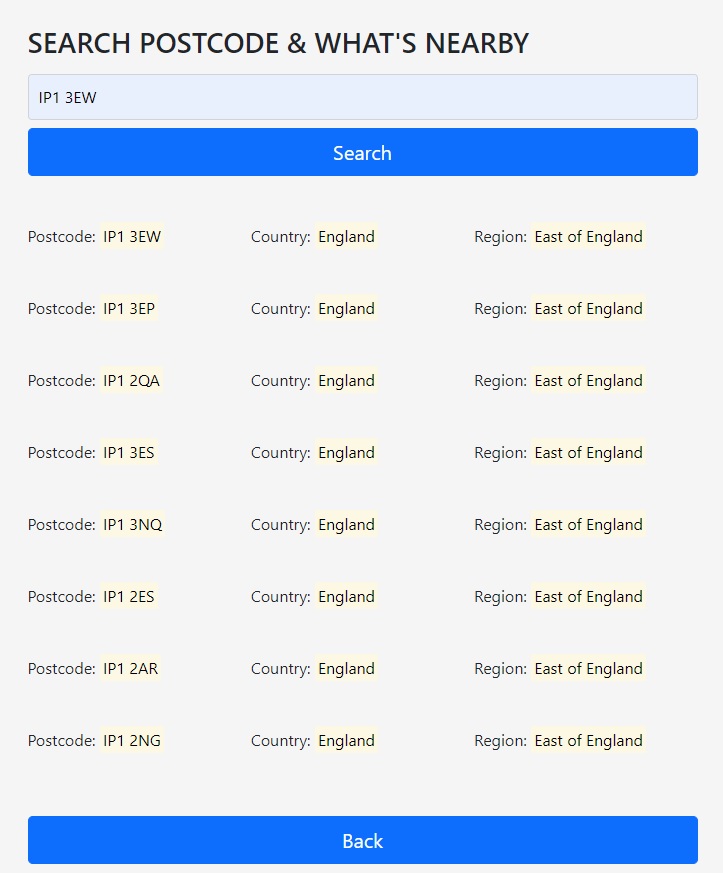 SEARCH POSTCODE & WHAT'S NEARBY
IP1 3EW
Search
Postcode: IP1 3EW Country: England Region: East of England
Postcode: IP1 3EP Country: England Region: East of England
Postcode: IP1 2QA Country: England Region: East of England
Postcode: IP1 3ES Country: England Region: East of England
Postcode: IP1 3NQ Country: England Region: East of England
Postcode: IP1 2ES Country: England Region: East of England
Postcode: IP1 2AR Country: England Region: East of England
Postcode: IP1 2NG Country: England Region: East of England
Back